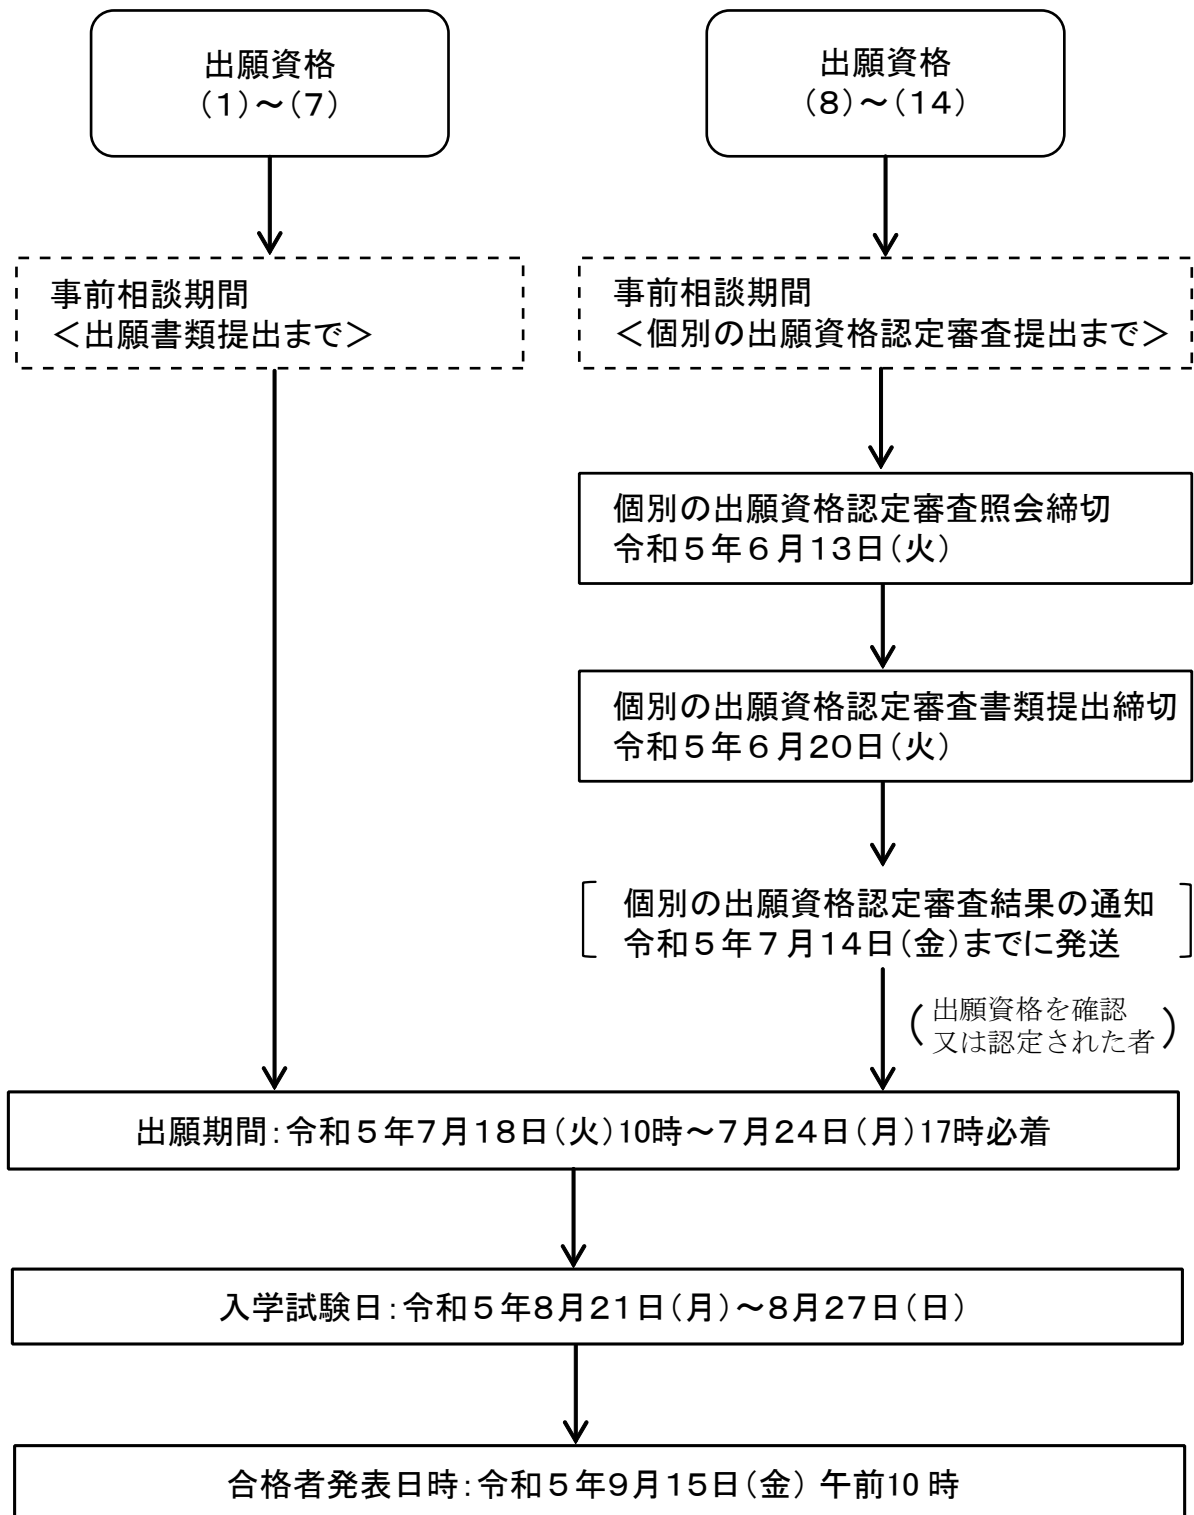 出願資格
(1)～(7)
出願資格
(8)～(14)
事前相談期間
＜出願書類提出まで＞
事前相談期間
＜個別の出願資格認定審査提出まで＞
個別の出願資格認定審査照会締切
令和５年６月13日(火)
個別の出願資格認定審査書類提出締切
令和５年６月20日(火)
個別の出願資格認定審査結果の通知
令和５年７月14日(金)までに発送
(出願資格を確認
又は認定された者)
出願期間：令和５年７月18日(火)10時～７月24日(月)17時必着
入学試験日：令和５年８月21日(月)～８月27日(日)
合格者発表日時：令和５年９月15日(金) 午前10時